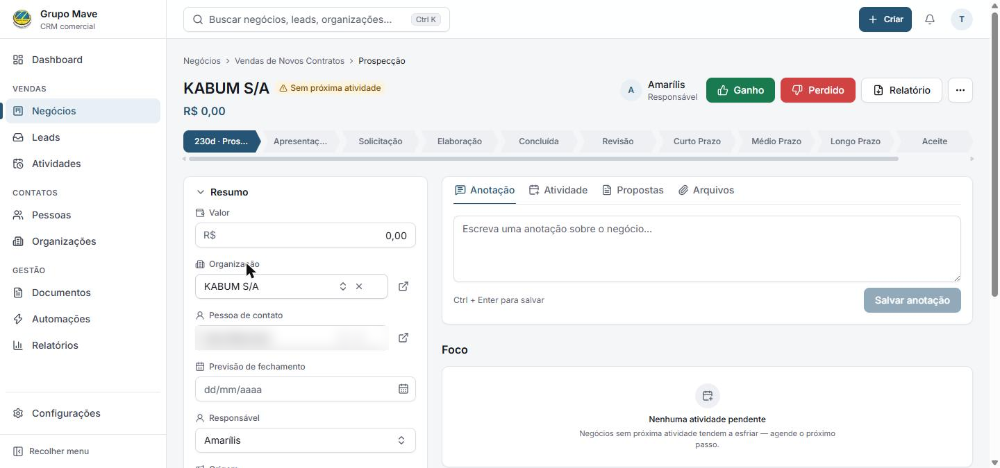 Grupo Mave
CRM comercial
Buscar negócios, leads, organizações...
Ctrl K
Criar
T
Dashboard
VENDAS
Negócios
Leads
Atividades
CONTATOS
Pessoas
Organizações
GESTÃO
Documentos
Automações
Relatórios
Configurações
Recolher menu
Negócios > Vendas de Novos Contratos > Prospecção
KABUM S/A
Sem próxima atividade
R$ 0,00
A
Amarílis
Responsável
Ganho
Perdido
Relatório
230d · Pros...
Apresentaç...
Solicitação
Elaboração
Concluída
Revisão
Curto Prazo
Médio Prazo
Longo Prazo
Aceite
Resumo
Valor
R$ 0,00
Organização
KABUM S/A
Pessoa de contato
Previsão de fechamento
dd/mm/aaaa
Responsável
Amarílis
Anotação
Atividade
Propostas
Arquivos
Escreva uma anotação sobre o negócio...
Ctrl + Enter para salvar
Salvar anotação
Foco
Nenhuma atividade pendente
Negócios sem próxima atividade tendem a esfriar — agende o próximo
passo.